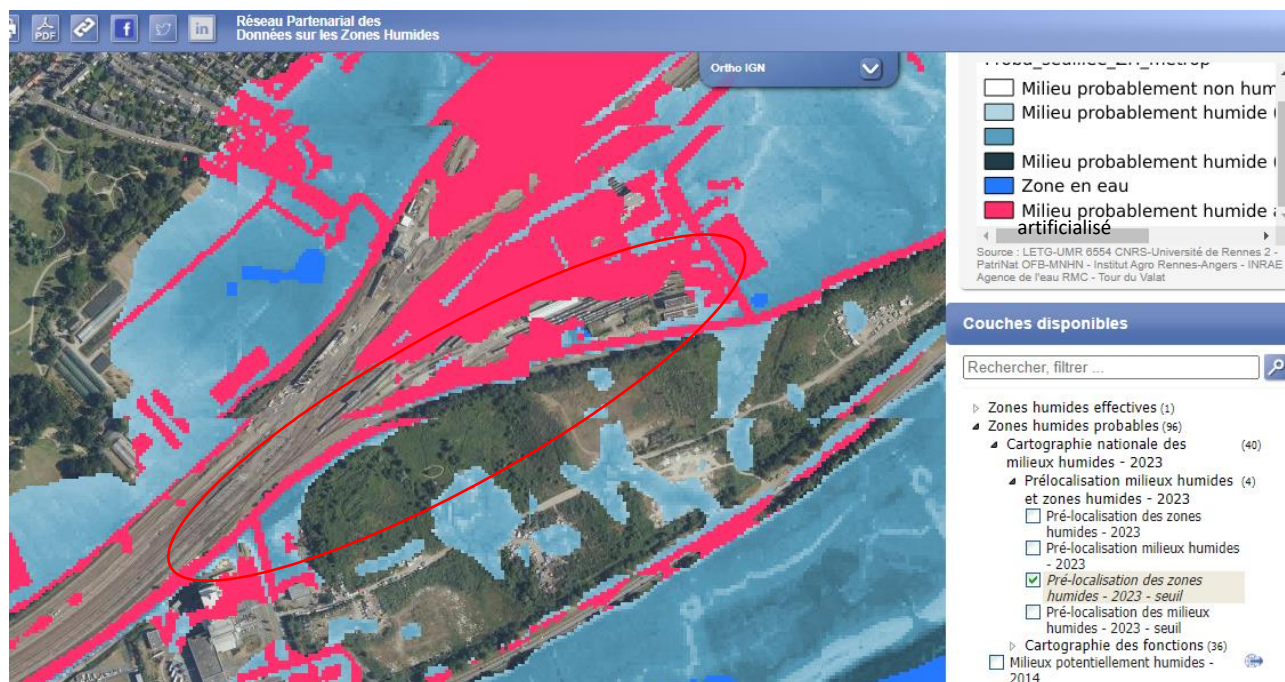 PDF
f
in
Réseau Partenarial des
Données sur les Zones Humides
Ortho IGN
Milieu probablement non hum
Milieu probablement humide
Milieu probablement humide
Zone en eau
Milieu probablement humide
artificialisé
Source : LETG-UMR 6554 CNRS-Université de Rennes 2 -
PatriNat OFB-MNHN - Institut Agro Rennes-Angers - INRAE
Agence de l'eau RMC - Tour du Valat
Couches disponibles
Rechercher, filtrer ...
Zones humides effectives (1)
Zones humides probables (96)
Cartographie nationale des (40)
milieux humides - 2023
Prélocalisation milieux humides (4)
et zones humides - 2023
Pré-localisation des zones
humides - 2023
Pré-localisation milieux humides
- 2023
Pré-localisation des zones
humides - 2023 - seuil
Pré-localisation des milieux
humides - 2023 - seuil
Cartographie des fonctions (36)
Milieux potentiellement humides -
2014